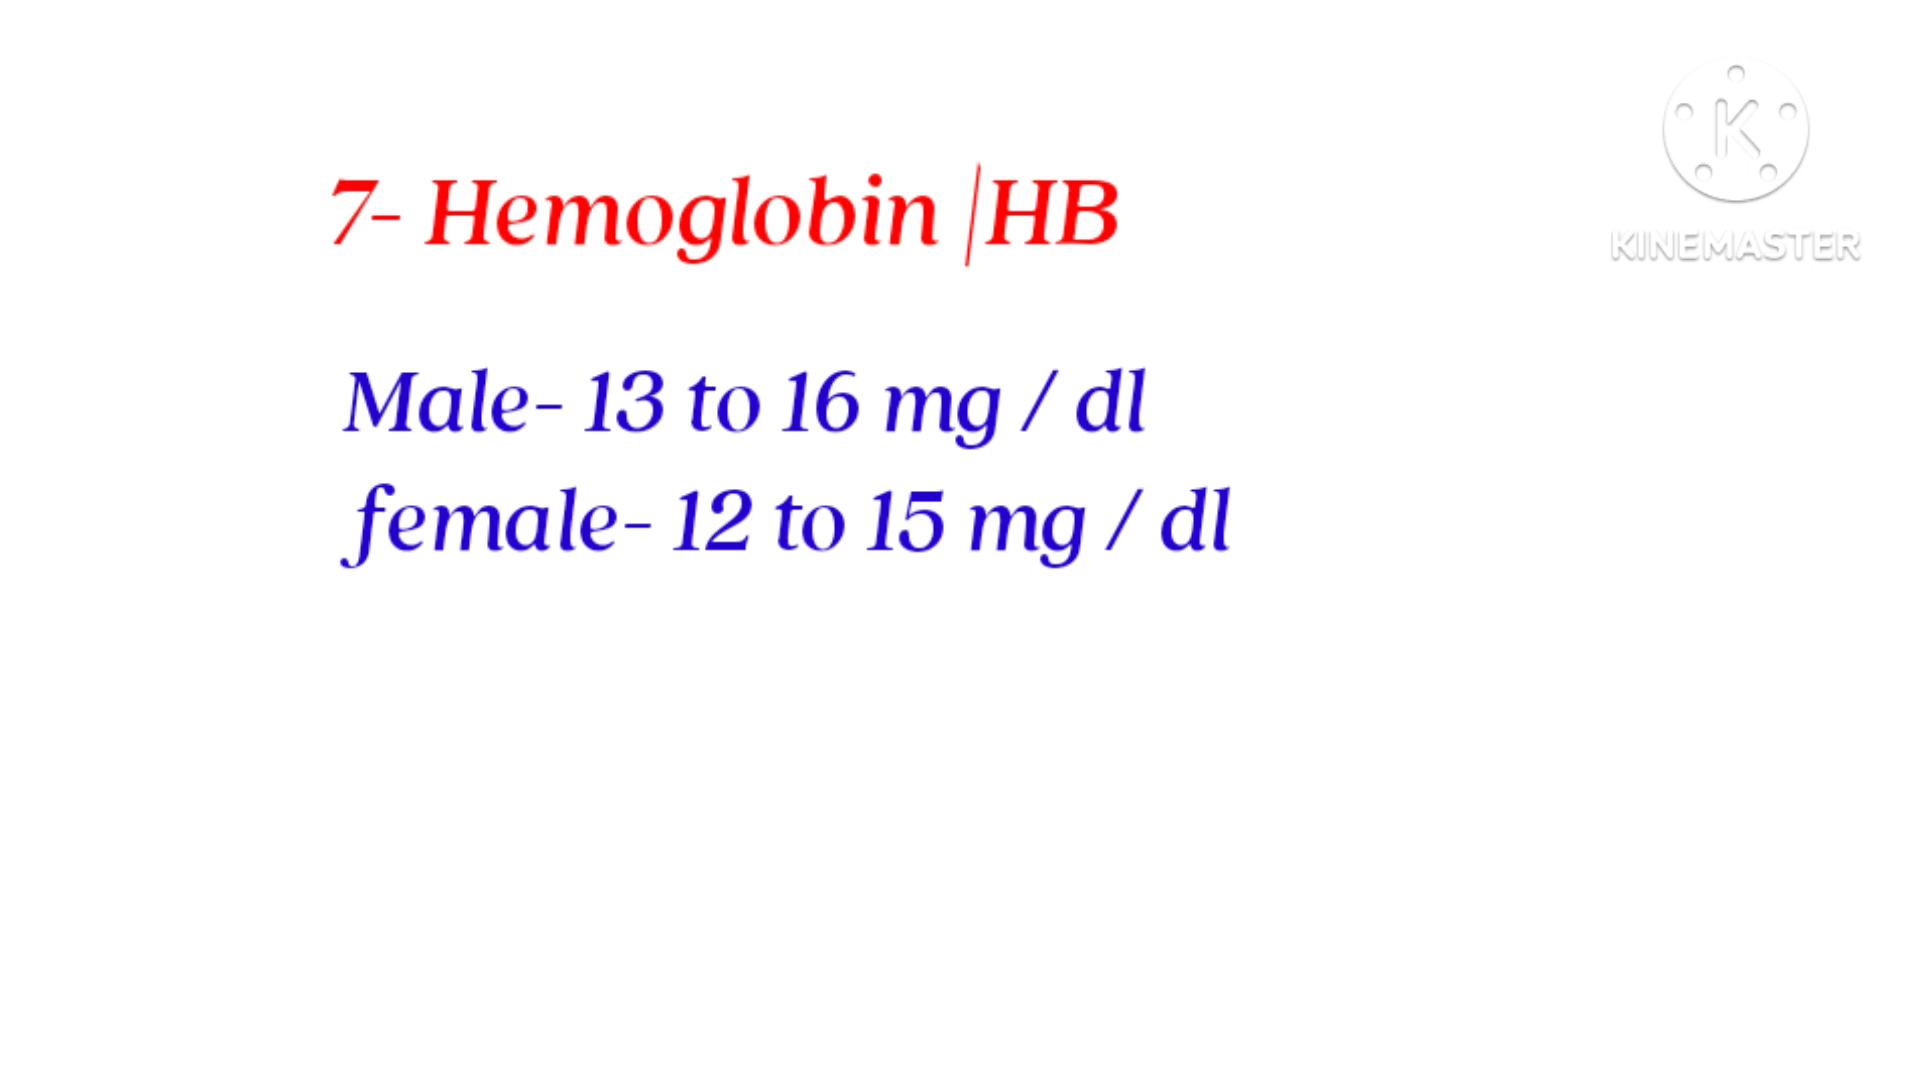 7- Hemoglobin |HB
Male- 13 to 16 mg / dl
female- 12 to 15 mg / dl
K
KINEMASTER